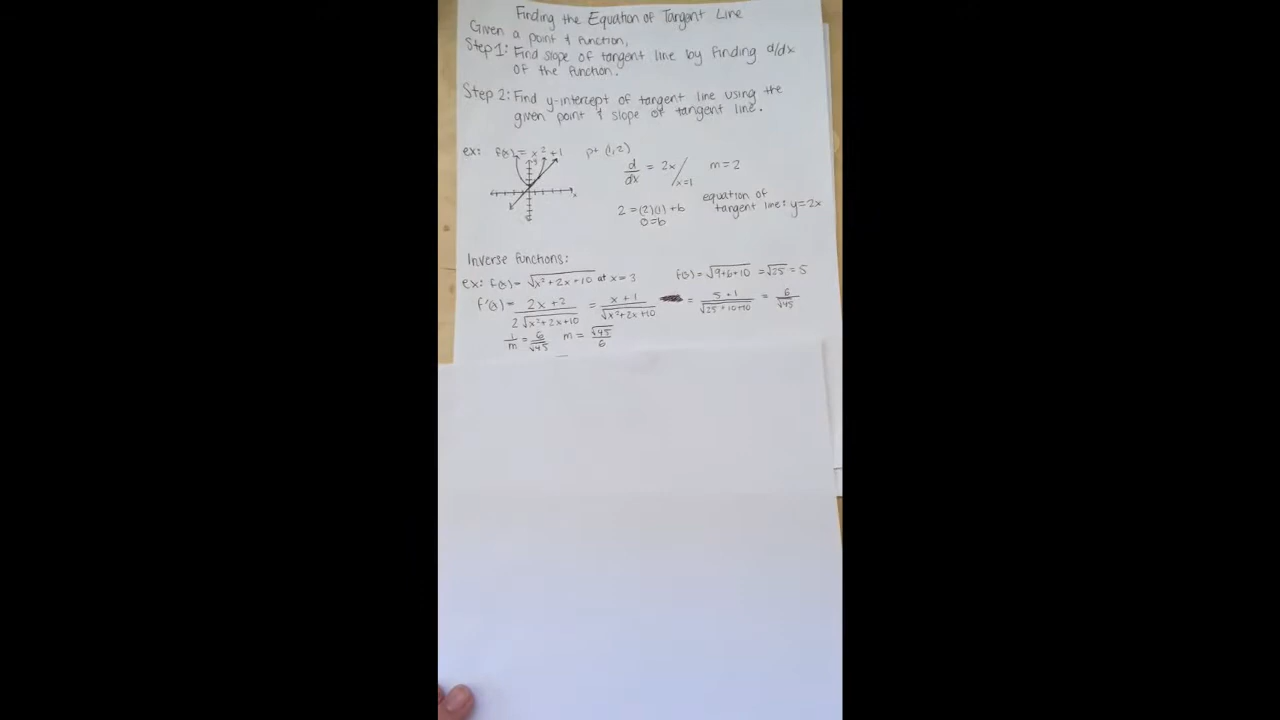 Finding the Equation of Tangent Line
Given a point & function,
Step 1: Find slope of tangent line by finding d/dx
of the function.
Step 2: Find y-intercept of tangent line using the
given point & slope of tangent line.
ex: f(x) = x² + 1 pt (1,2)
d/dx = 2x / x=1 m = 2
y
x
2 = (2)(1) + b
0 = b
equation of
tangent line: y = 2x
Inverse functions:
ex: f(x) = √(x² + 2x + 10) at x = 3 f(3) = √(9+6+10) = √25 = 5
f'(x) = (2x + 2)/(2√(x² + 2x + 10)) = (x + 1)/√(x² + 2x + 10) = (5 + 1)/√(25 + 10 + 10) = 6/√45
1/m = 6/√45 m = √45/6